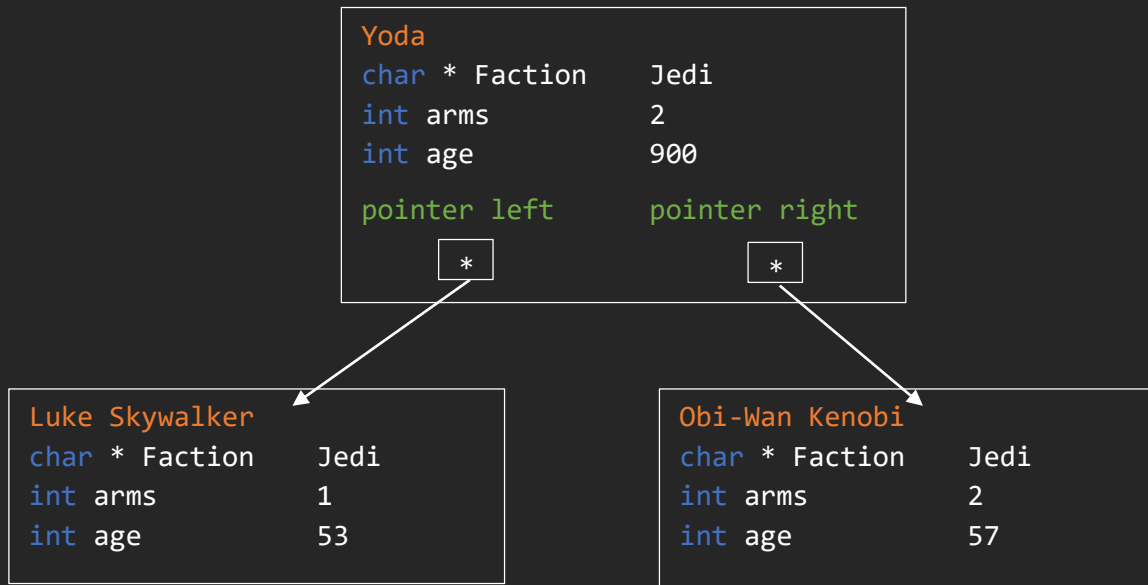 Yoda
char * Faction Jedi
int arms 2
int age 900
pointer left pointer right
* *
Luke Skywalker
char * Faction Jedi
int arms 1
int age 53
Obi-Wan Kenobi
char * Faction Jedi
int arms 2
int age 57